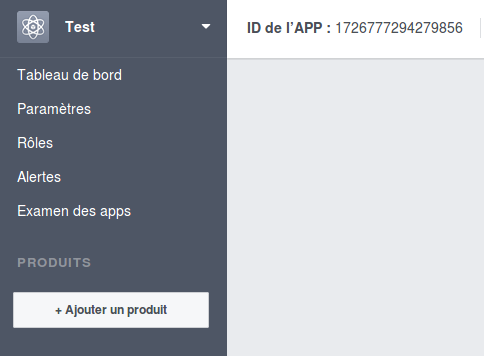 Test
ID de l'APP : 1726777294279856
Tableau de bord
Paramètres
Rôles
Alertes
Examen des apps
PRODUITS
+ Ajouter un produit